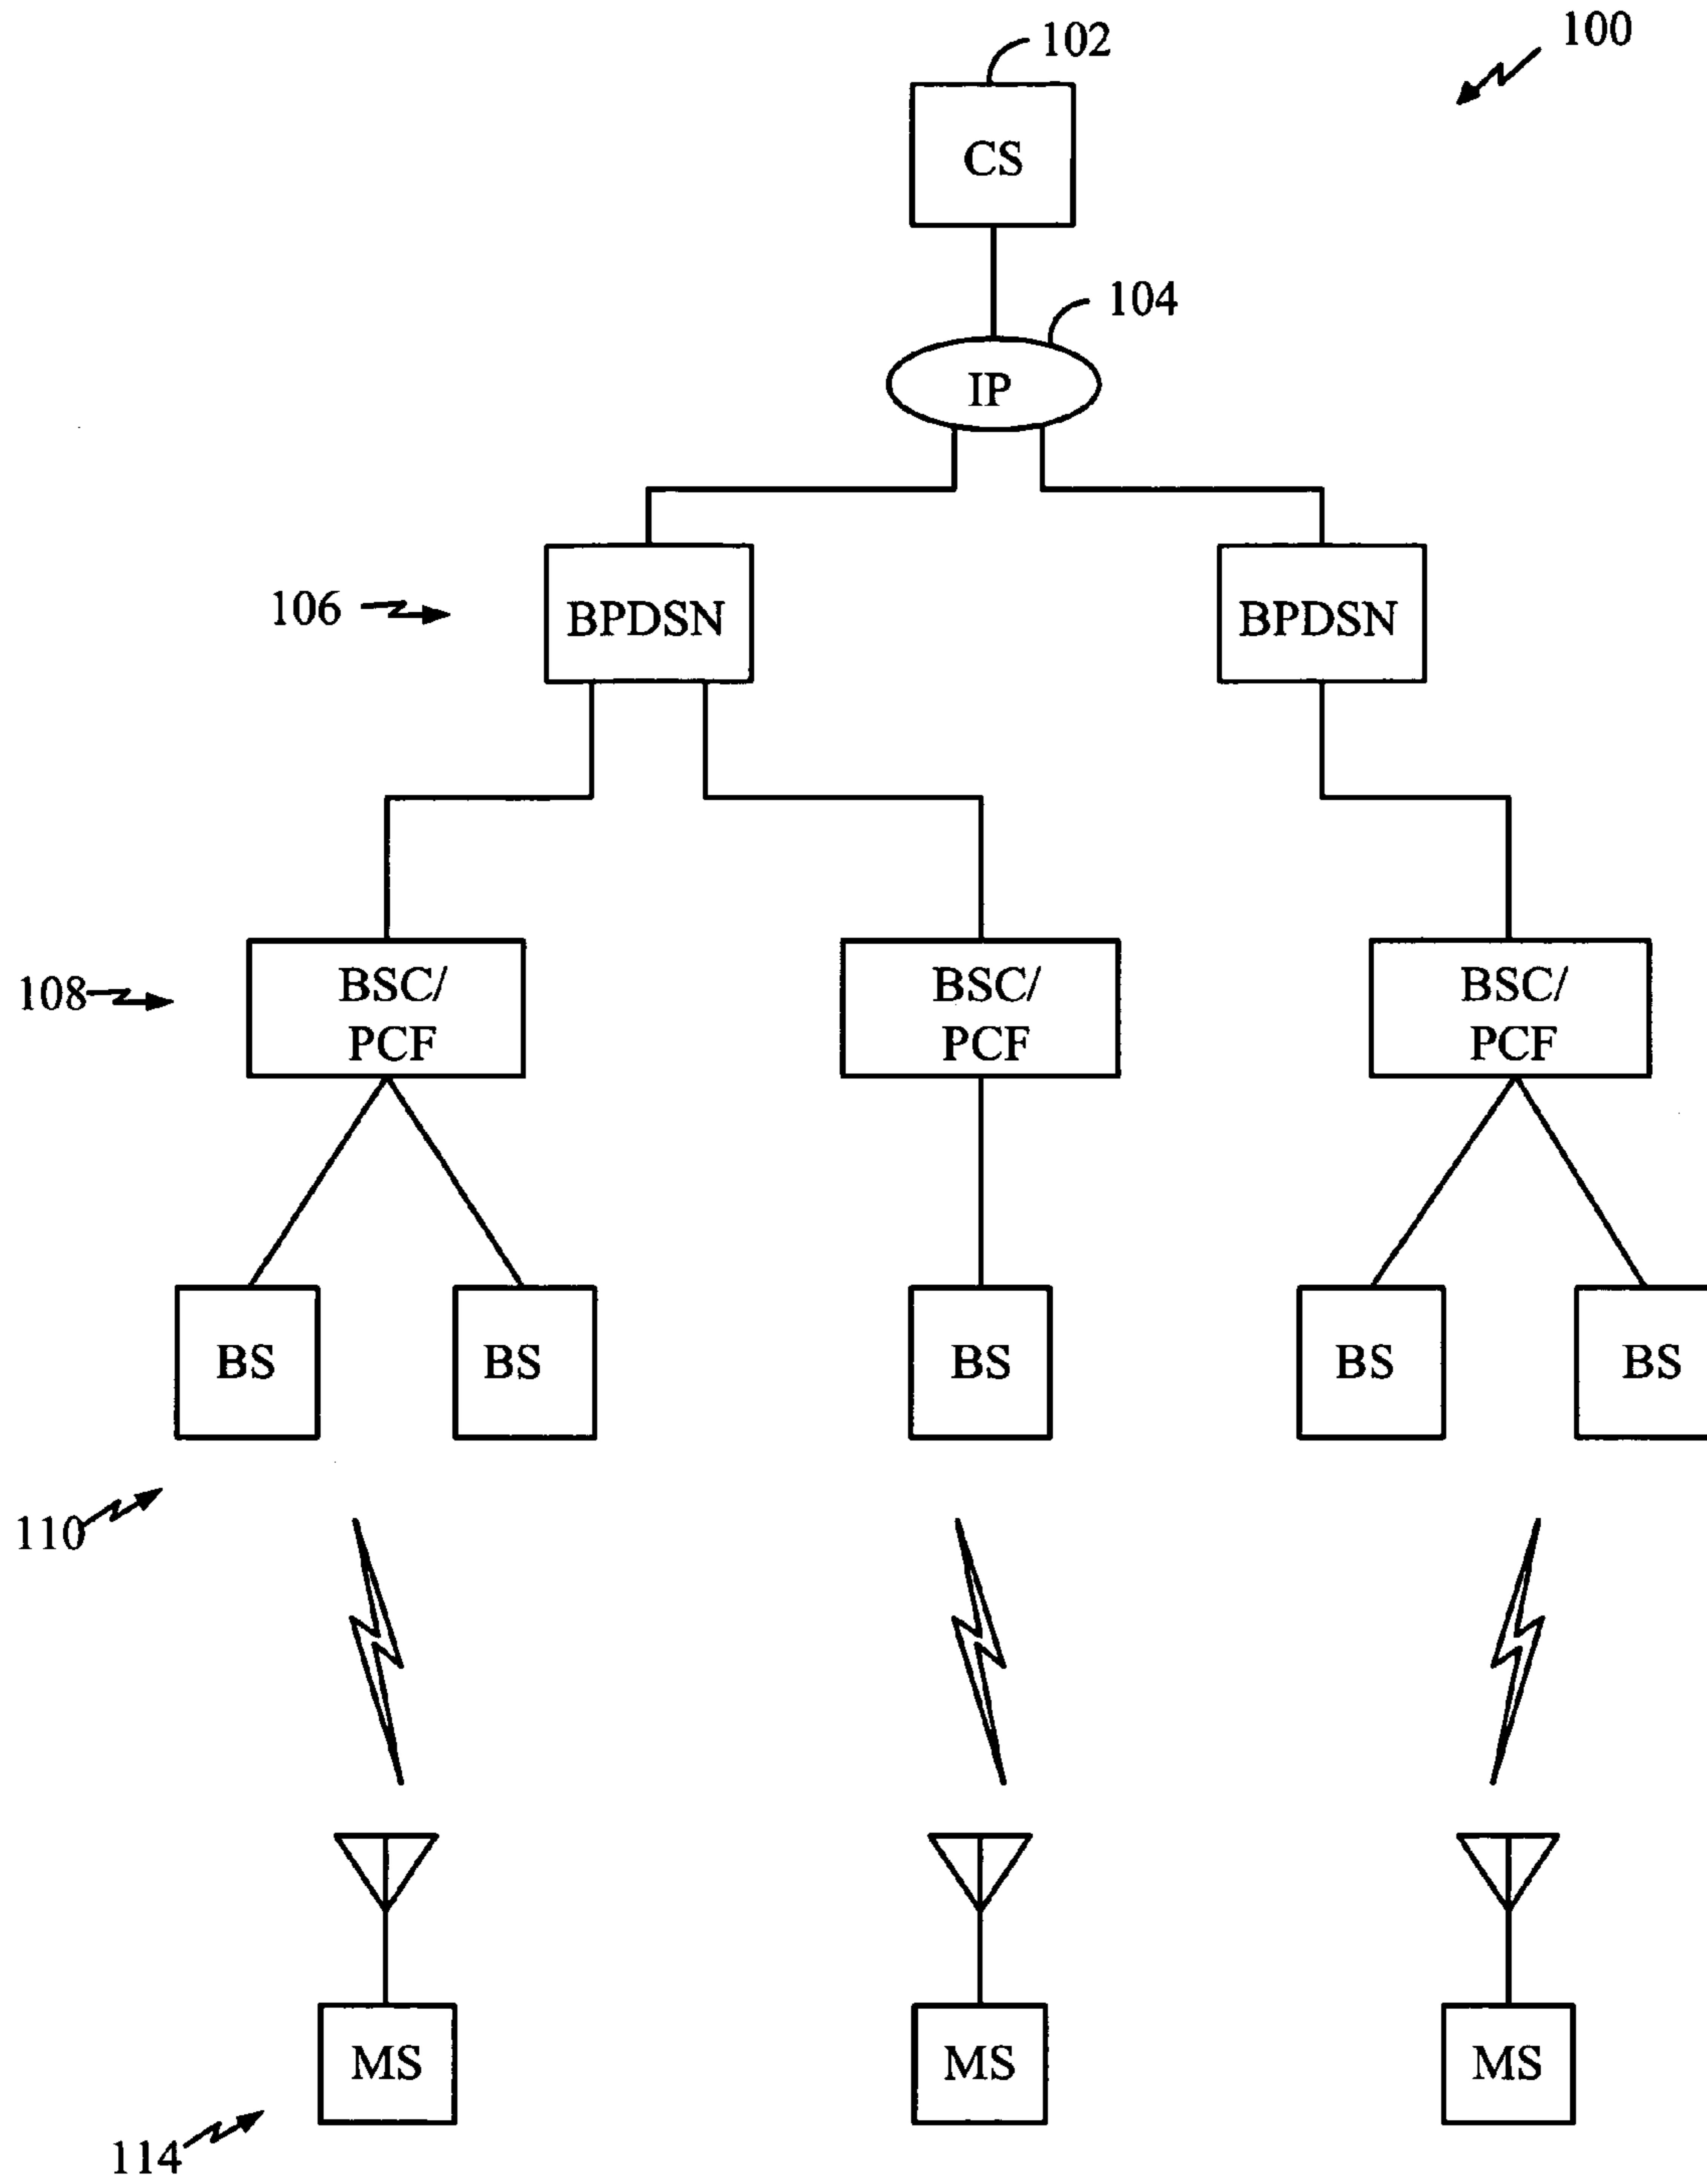 100
102
CS
104
IP
106
BPDSN
BPDSN
108
BSC/
PCF
BSC/
PCF
BSC/
PCF
BS
BS
BS
BS
BS
110
MS
MS
MS
114